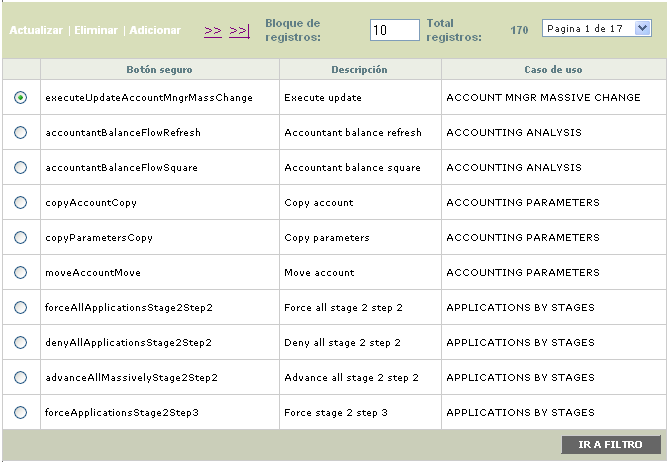 Actualizar | Eliminar | Adicionar >> >>| Bloque de registros: 10 Total registros: 170 Pagina 1 de 17
Botón seguro Descripción Caso de uso
executeUpdateAccountMngrMassChange Execute update ACCOUNT MNGR MASSIVE CHANGE
accountantBalanceFlowRefresh Accountant balance refresh ACCOUNTING ANALYSIS
accountantBalanceFlowSquare Accountant balance square ACCOUNTING ANALYSIS
copyAccountCopy Copy account ACCOUNTING PARAMETERS
copyParametersCopy Copy parameters ACCOUNTING PARAMETERS
moveAccountMove Move account ACCOUNTING PARAMETERS
forceAllApplicationsStage2Step2 Force all stage 2 step 2 APPLICATIONS BY STAGES
denyAllApplicationsStage2Step2 Deny all stage 2 step 2 APPLICATIONS BY STAGES
advanceAllMassivelyStage2Step2 Advance all stage 2 step 2 APPLICATIONS BY STAGES
forceApplicationsStage2Step3 Force stage 2 step 3 APPLICATIONS BY STAGES
IR A FILTRO